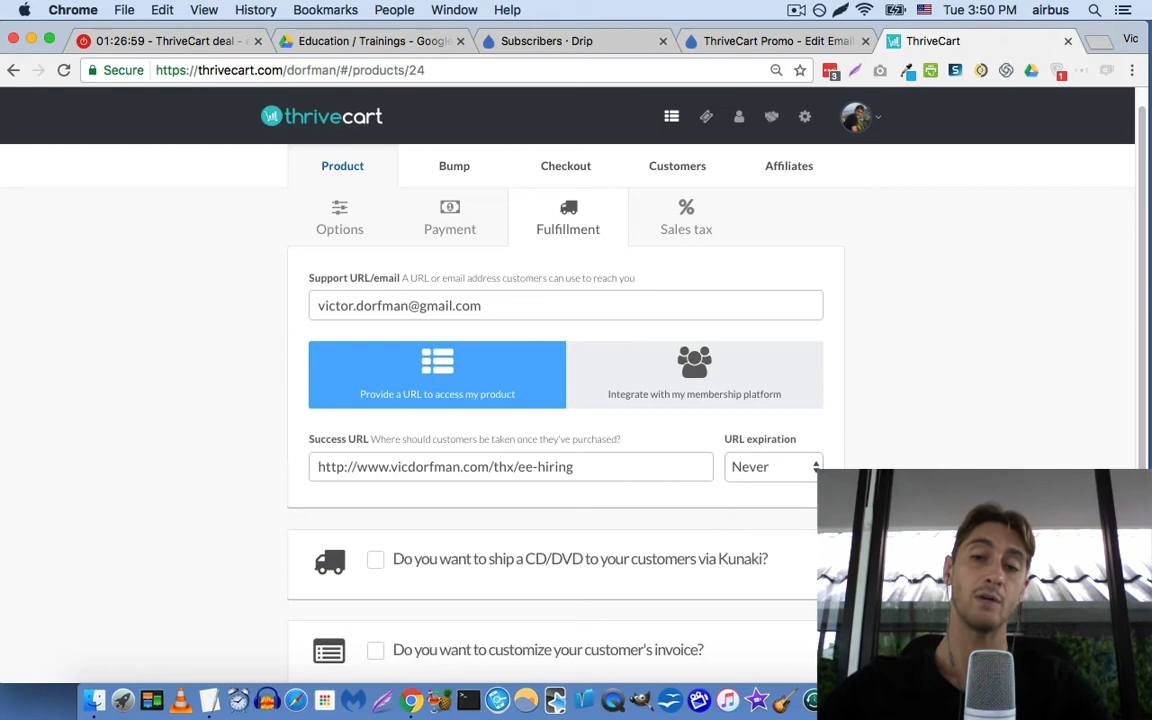 Chrome File Edit View History Bookmarks People Window Help Tue 3:50 PM airbus
01:26:59 - ThriveCart deal - e Education / Trainings - Google Subscribers · Drip ThriveCart Promo - Edit Email ThriveCart Vic
Secure https://thrivecart.com/dorfman/#/products/24
3
1
thrivecart
Product Bump Checkout Customers Affiliates
Options Payment Fulfillment Sales tax
Support URL/email A URL or email address customers can use to reach you
victor.dorfman@gmail.com
Provide a URL to access my product Integrate with my membership platform
Success URL Where should customers be taken once they've purchased? URL expiration
http://www.vicdorfman.com/thx/ee-hiring Never
Do you want to ship a CD/DVD to your customers via Kunaki?
Do you want to customize your customer's invoice?